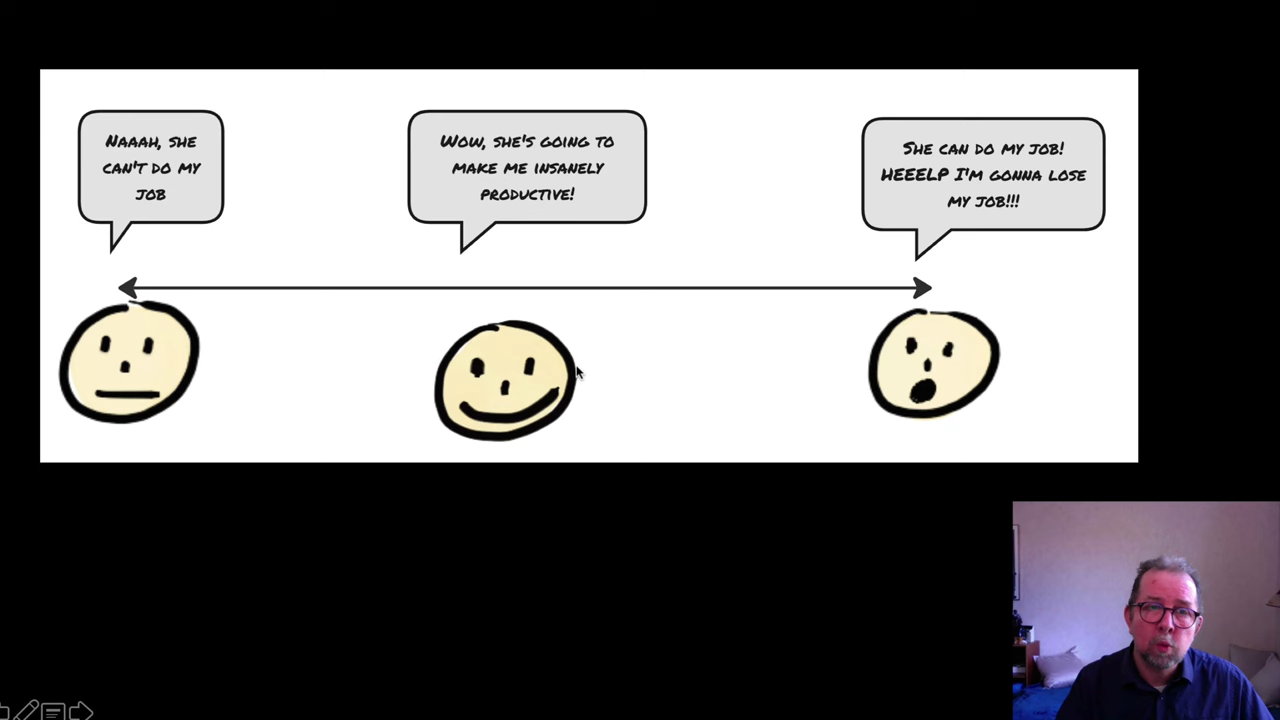 Naaah, she
can't do my
job
Wow, she's going to
make me insanely
productive!
She can do my job!
HEEELP I'm gonna lose
my job!!!